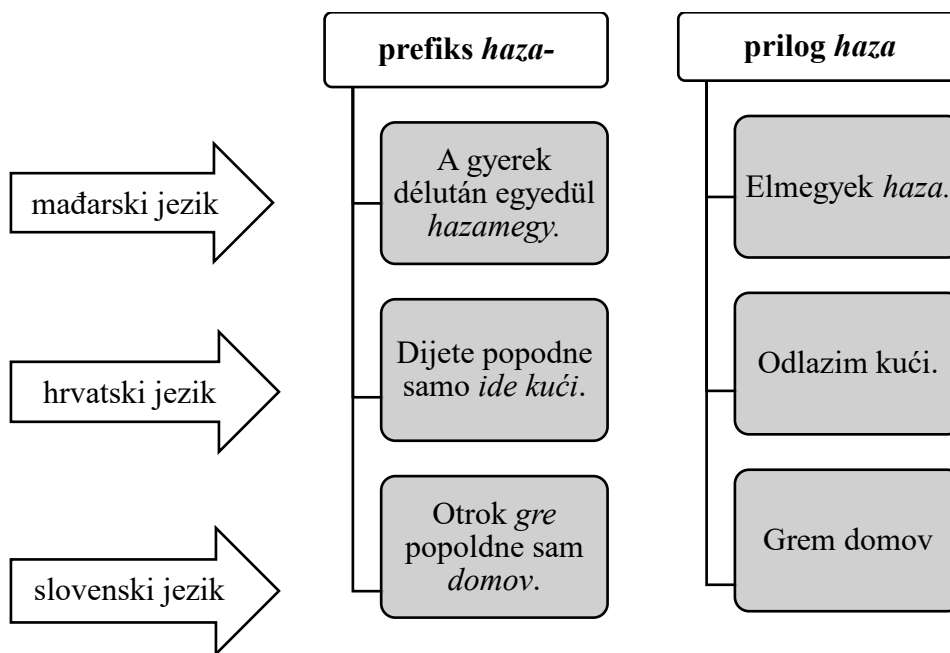 prefiks haza-
prilog haza
mađarski jezik
A gyerek
délután egyedül
hazamegy.
Elmegyek haza.
hrvatski jezik
Dijete popodne
samo ide kući.
Odlazim kući.
slovenski jezik
Otrok gre
popoldne sam
domov.
Grem domov